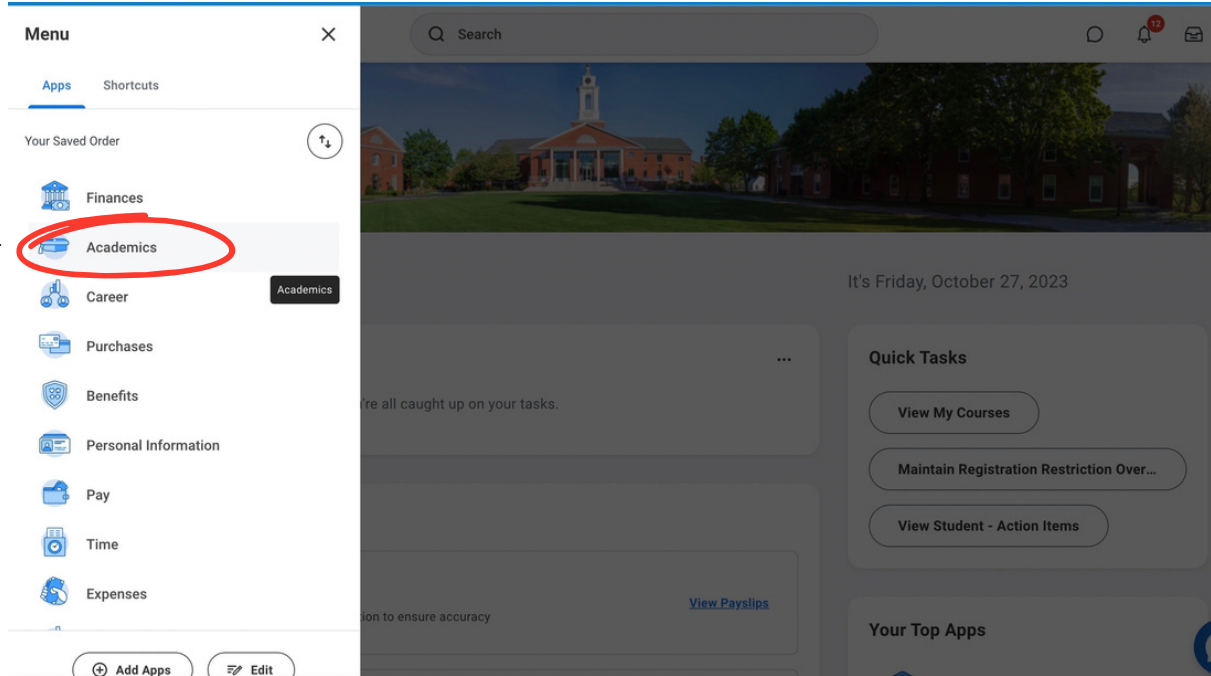 Menu
Search
12
Apps
Shortcuts
Your Saved Order
Finances
Academics
Academics
Career
Purchases
Benefits
Personal Information
Pay
Time
Expenses
Add Apps
Edit
It's Friday, October 27, 2023
're all caught up on your tasks.
tion to ensure accuracy
View Payslips
Quick Tasks
View My Courses
Maintain Registration Restriction Over...
View Student - Action Items
Your Top Apps